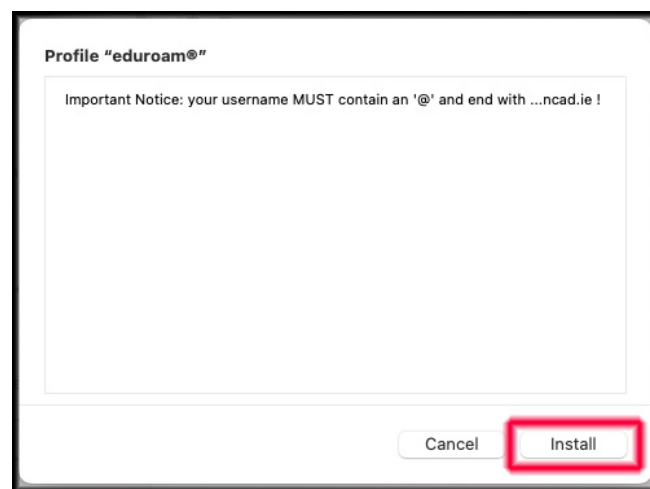 Profile “eduroam®”
Important Notice: your username MUST contain an '@' and end with ...ncad.ie !
Cancel
Install